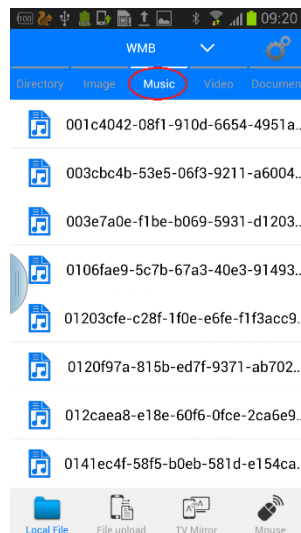 100 09:20
WMB
Directory Image Music Video Documen
001c4042-08f1-910d-6654-4951a..
003cbc4b-53e5-06f3-9211-a6004..
003e7a0e-f1be-b069-5931-d1203..
0106fae9-5c7b-67a3-40e3-91493..
01203cfe-c28f-1f0e-e6fe-f1f3acc9.
0120f97a-815b-ed7f-9371-ab702..
012caea8-e18e-60f6-0fce-2ca6e9..
0141ec4f-58f5-b0eb-581d-e154ca.
Local File File upload TV Mirror Mouse